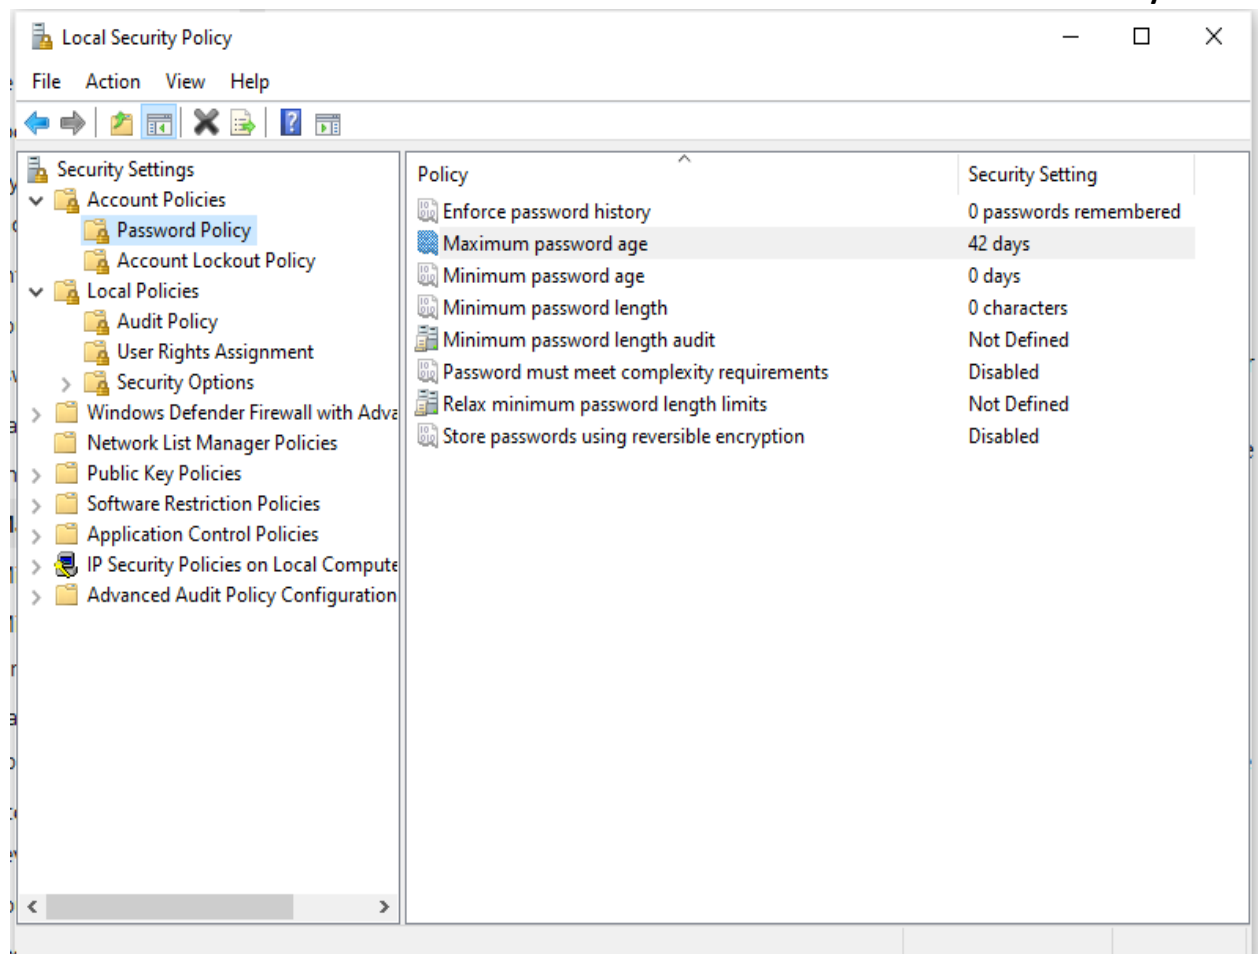 Local Security Policy
File Action View Help
Security Settings
Account Policies
Password Policy
Account Lockout Policy
Local Policies
Audit Policy
User Rights Assignment
Security Options
Windows Defender Firewall with Adva
Network List Manager Policies
Public Key Policies
Software Restriction Policies
Application Control Policies
IP Security Policies on Local Compute
Advanced Audit Policy Configuration
Policy Security Setting
Enforce password history 0 passwords remembered
Maximum password age 42 days
Minimum password age 0 days
Minimum password length 0 characters
Minimum password length audit Not Defined
Password must meet complexity requirements Disabled
Relax minimum password length limits Not Defined
Store passwords using reversible encryption Disabled